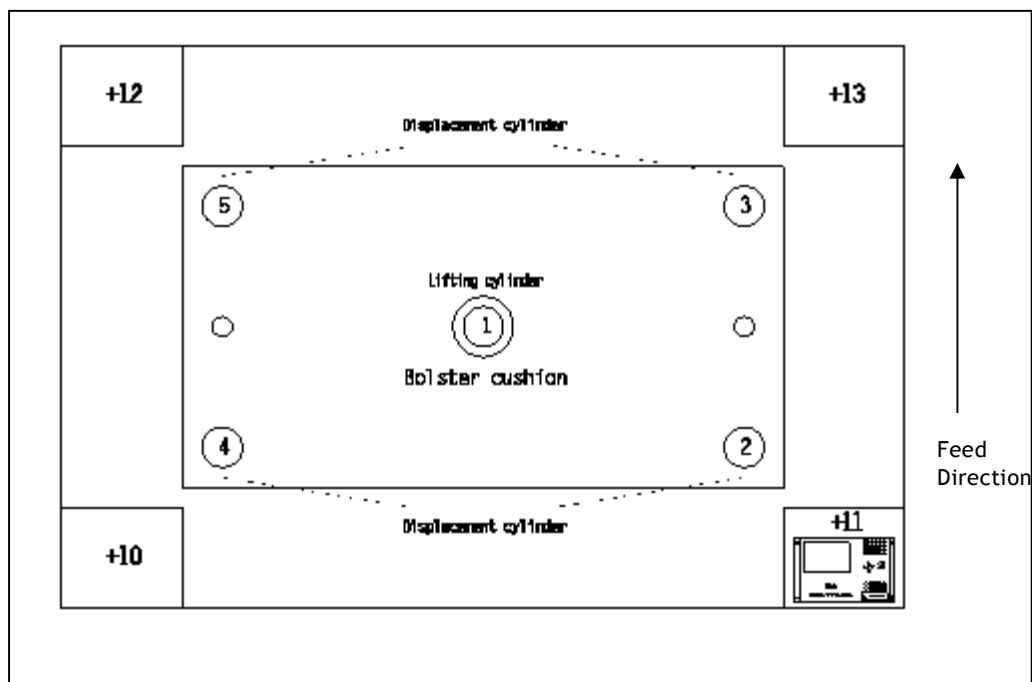 +12
+13
Displacement cylinder
5
3
Lifting cylinder
1
Bolster cushion
4
2
Feed
Direction
Displacement cylinder
+10
+11